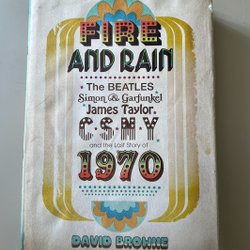 FIRE
AND RAIN
The BEATLES
Simon & Garfunkel
James Taylor,
C·S·N·Y
and the Lost Story of
1970
DAVID BROWNE